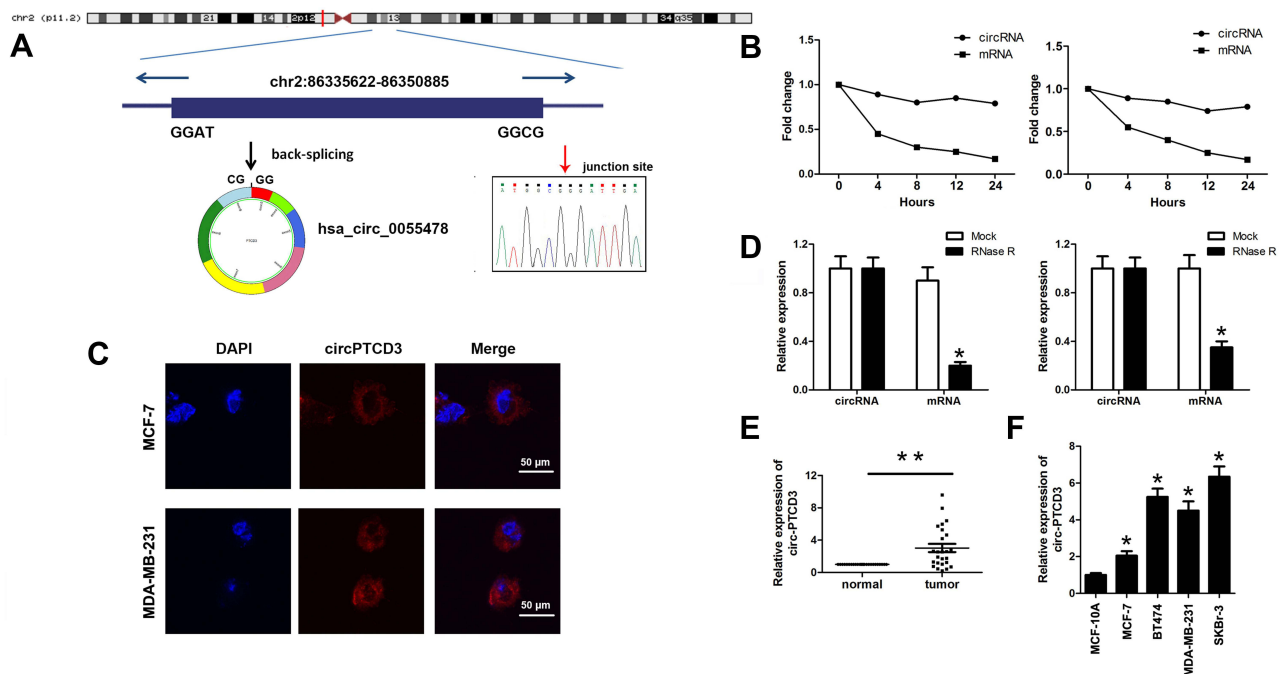 chr2 (p11.2) 21 14 2p12 13 34 q35
A
chr2:86335622-86350885
GGAT GGCG
back-splicing
junction site
CG GG
hsa_circ_0055478
A T G G C G G G A T T G A
B
circRNA
mRNA
Fold change
1.5
1.0
0.5
0.0
0 4 8 12 24
Hours
circRNA
mRNA
Fold change
1.5
1.0
0.5
0.0
0 4 8 12 24
Hours
C
DAPI circPTCD3 Merge
MCF-7
50 µm
MDA-MB-231
50 µm
D
Mock
RNase R
Relative expression
1.2
0.8
0.4
0.0
*
circRNA mRNA
Mock
RNase R
Relative expression
1.2
0.8
0.4
0.0
*
circRNA mRNA
E
Relative expression of
circ-PTCD3
12
8
4
0
* *
normal tumor
F
Relative expression of
circ-PTCD3
8
6
4
2
0
* * * *
MCF-10A
MCF-7
BT474
MDA-MB-231
SKBr-3